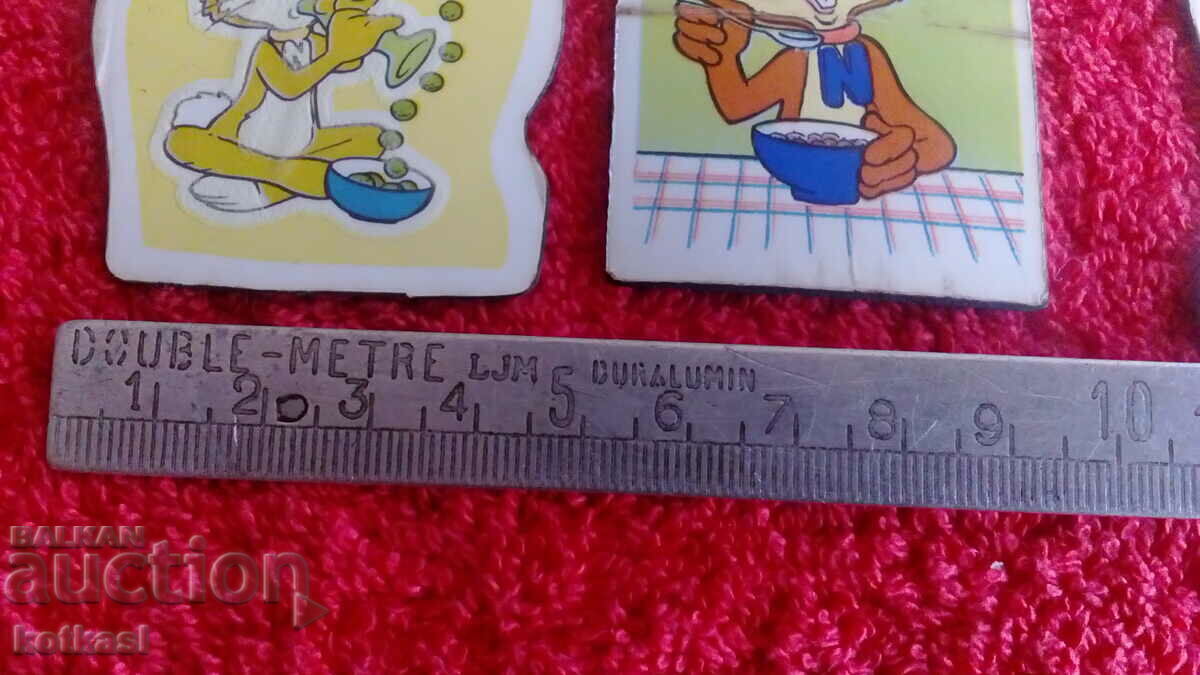 N
N
DOUBLE-METRE LJM DURALUMIN
1 2 3 4 5 6 7 8 9 10
BALKAN
auction
kotkasl